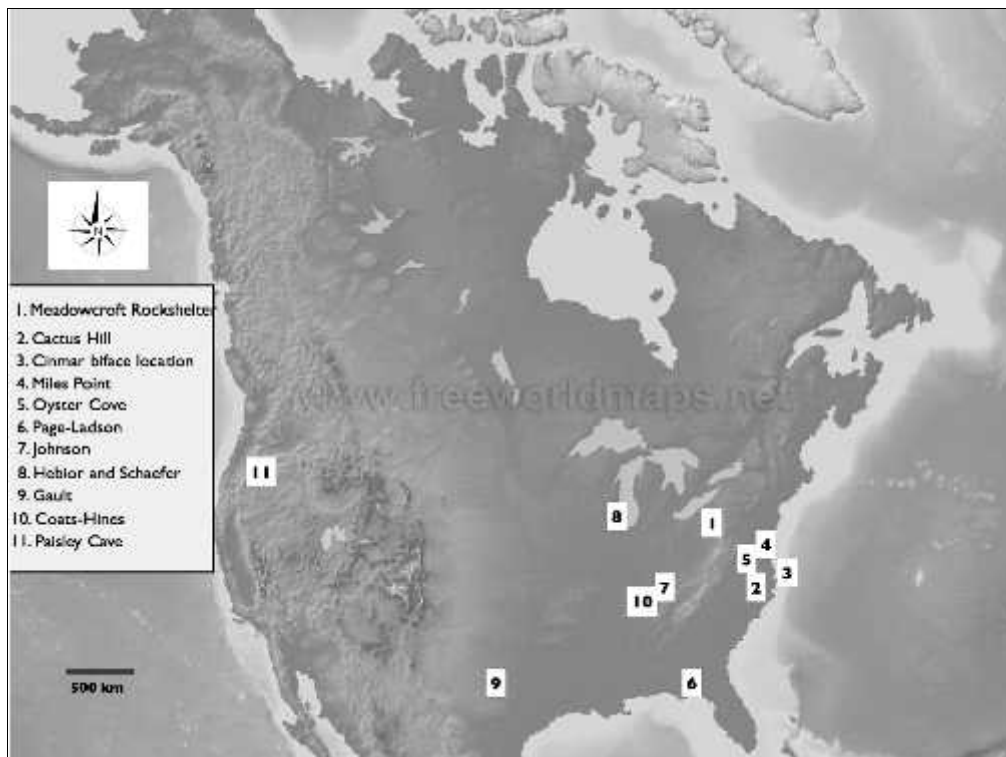 N
1. Meadowcroft Rockshelter
2. Cactus Hill
3. Cinmar biface location
4. Miles Point
5. Oyster Cove
6. Page-Ladson
7. Johnson
8. Hebior and Schaefer
9. Gault
10. Coats-Hines
11. Paisley Cave
www.freeworldmaps.net
11
8
1
4
5
3
2
7
10
9
6
500 km